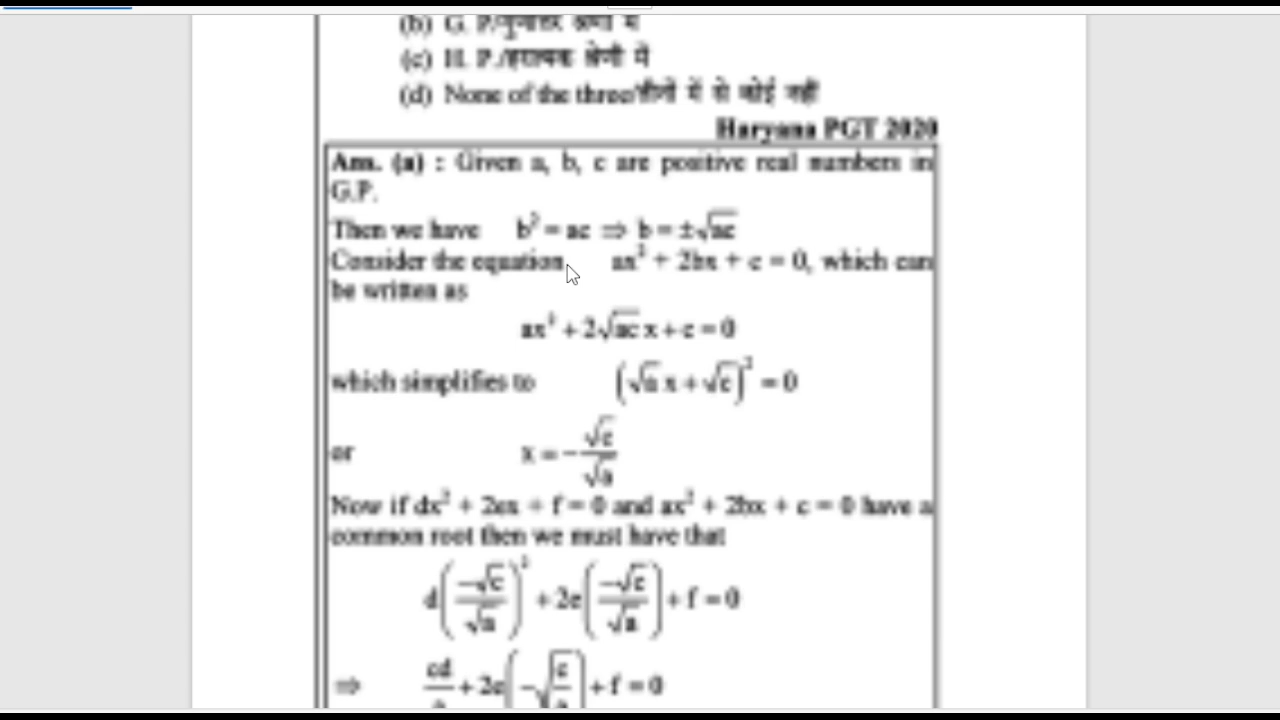 (b) G. P./गुणोत्तर श्रेणी में
(c) H. P./हरात्मक श्रेणी में
(d) None of the three/तीनों में से कोई नहीं
Haryana PGT 2020
Ans. (a) : Given a, b, c are positive real numbers in
G.P.
Then we have b² = ac ⇒ b = ±√ac
Consider the equation ax² + 2bx + c = 0, which can
be written as
ax² + 2√ac x + c = 0
which simplifies to (√a x + √c)² = 0
or x = −√c/√a
Now if dx² + 2ex + f = 0 and ax² + 2bx + c = 0 have a
common root then we must have that
d(−√c/√a)² + 2e(−√c/√a) + f = 0
⇒ cd/a + 2e(−√(c/a)) + f = 0